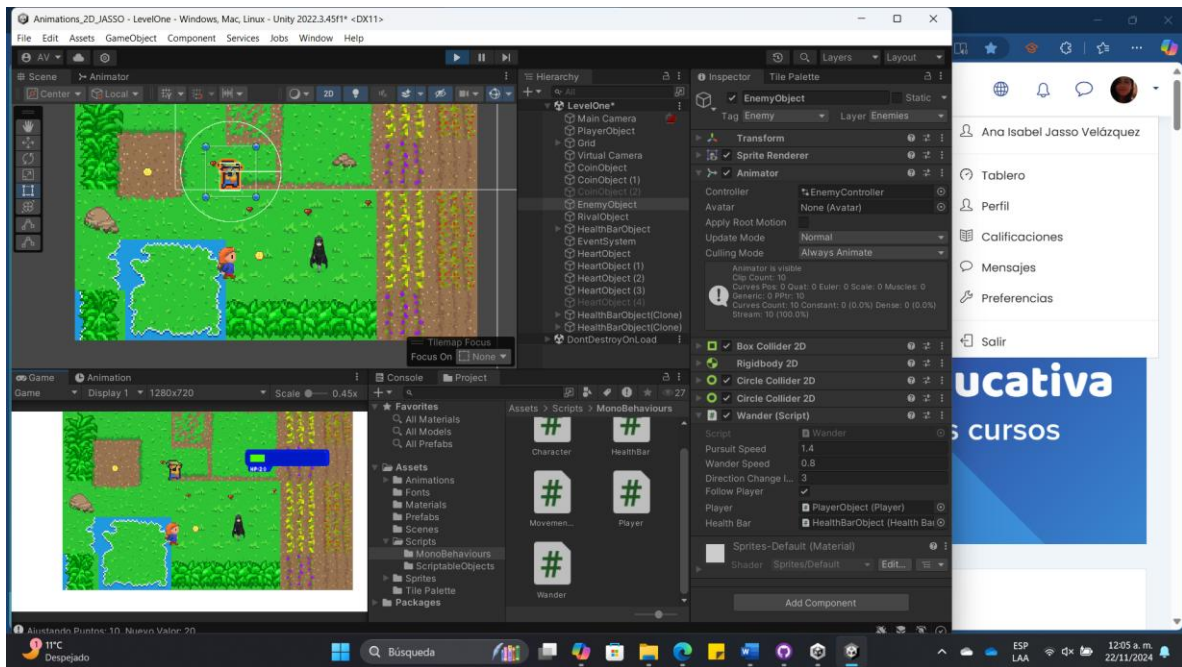 Animations_2D_JASSO - LevelOne - Windows, Mac, Linux - Unity 2022.3.45f1* <DX11>
File Edit Assets GameObject Component Services Jobs Window Help
AV
Layers
Layout
Scene
Animator
Center
Local
2D
Tilemap Focus
Focus On
None
Hierarchy
All
LevelOne*
Main Camera
PlayerObject
Grid
Virtual Camera
CoinObject
CoinObject (1)
CoinObject (2)
EnemyObject
RivalObject
HealthBarObject
EventSystem
HeartObject
HeartObject (1)
HeartObject (2)
HeartObject (3)
HeartObject (4)
HealthBarObject(Clone)
HealthBarObject(Clone)
DontDestroyOnLoad
Inspector
Tile Palette
EnemyObject
Static
Tag Enemy
Layer Enemies
Transform
Sprite Renderer
Animator
Controller
EnemyController
Avatar
None (Avatar)
Apply Root Motion
Update Mode
Normal
Culling Mode
Always Animate
Animator is visible
Clip Count: 10
Curves Pos: 0 Quat: 0 Euler: 0 Scale: 0 Muscles: 0
Generic: 0 PPtr: 10
Curves Count: 10 Constant: 0 (0.0%) Dense: 0 (0.0%)
Stream: 10 (100.0%)
Box Collider 2D
Rigidbody 2D
Circle Collider 2D
Circle Collider 2D
Wander (Script)
Script
Wander
Pursuit Speed
1.4
Wander Speed
0.8
Direction Change I...
3
Follow Player
Player
PlayerObject (Player)
Health Bar
HealthBarObject (Health Bar
Sprites-Default (Material)
Shader
Sprites/Default
Edit...
Add Component
Game
Animation
Game
Display 1
1280x720
Scale
0.45x
Console
Project
27
Favorites
All Materials
All Models
All Prefabs
Assets
Animations
Fonts
Materials
Prefabs
Scenes
Scripts
MonoBehaviours
ScriptableObjects
Sprites
Tile Palette
Packages
Assets > Scripts > MonoBehaviours
Character
HealthBar
Movemen...
Player
Wander
Ajustando Puntos: 10. Nuevo Valor: 20
Ana Isabel Jasso Velázquez
Tablero
Perfil
Calificaciones
Mensajes
Preferencias
Salir
ucativa
s cursos
1
11°C
Despejado
Búsqueda
ESP
LAA
12:05 a. m.
22/11/2024